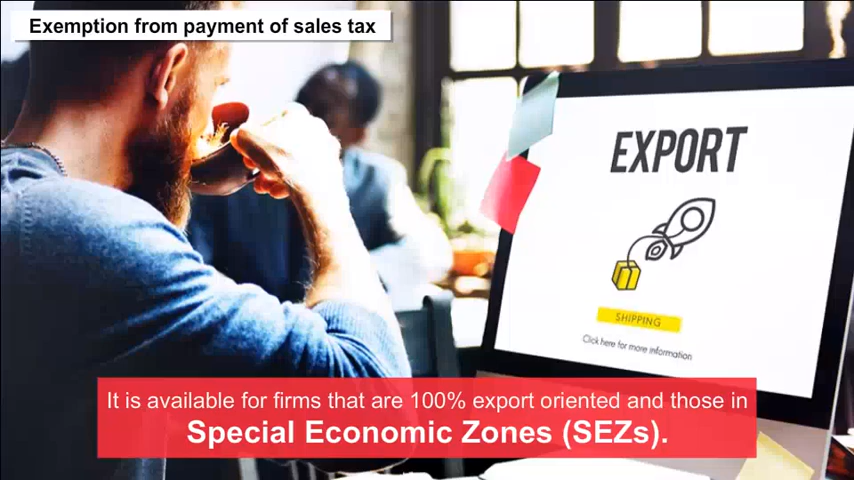 Exemption from payment of sales tax
EXPORT
SHIPPING
Click here for more information
It is available for firms that are 100% export oriented and those in
Special Economic Zones (SEZs).